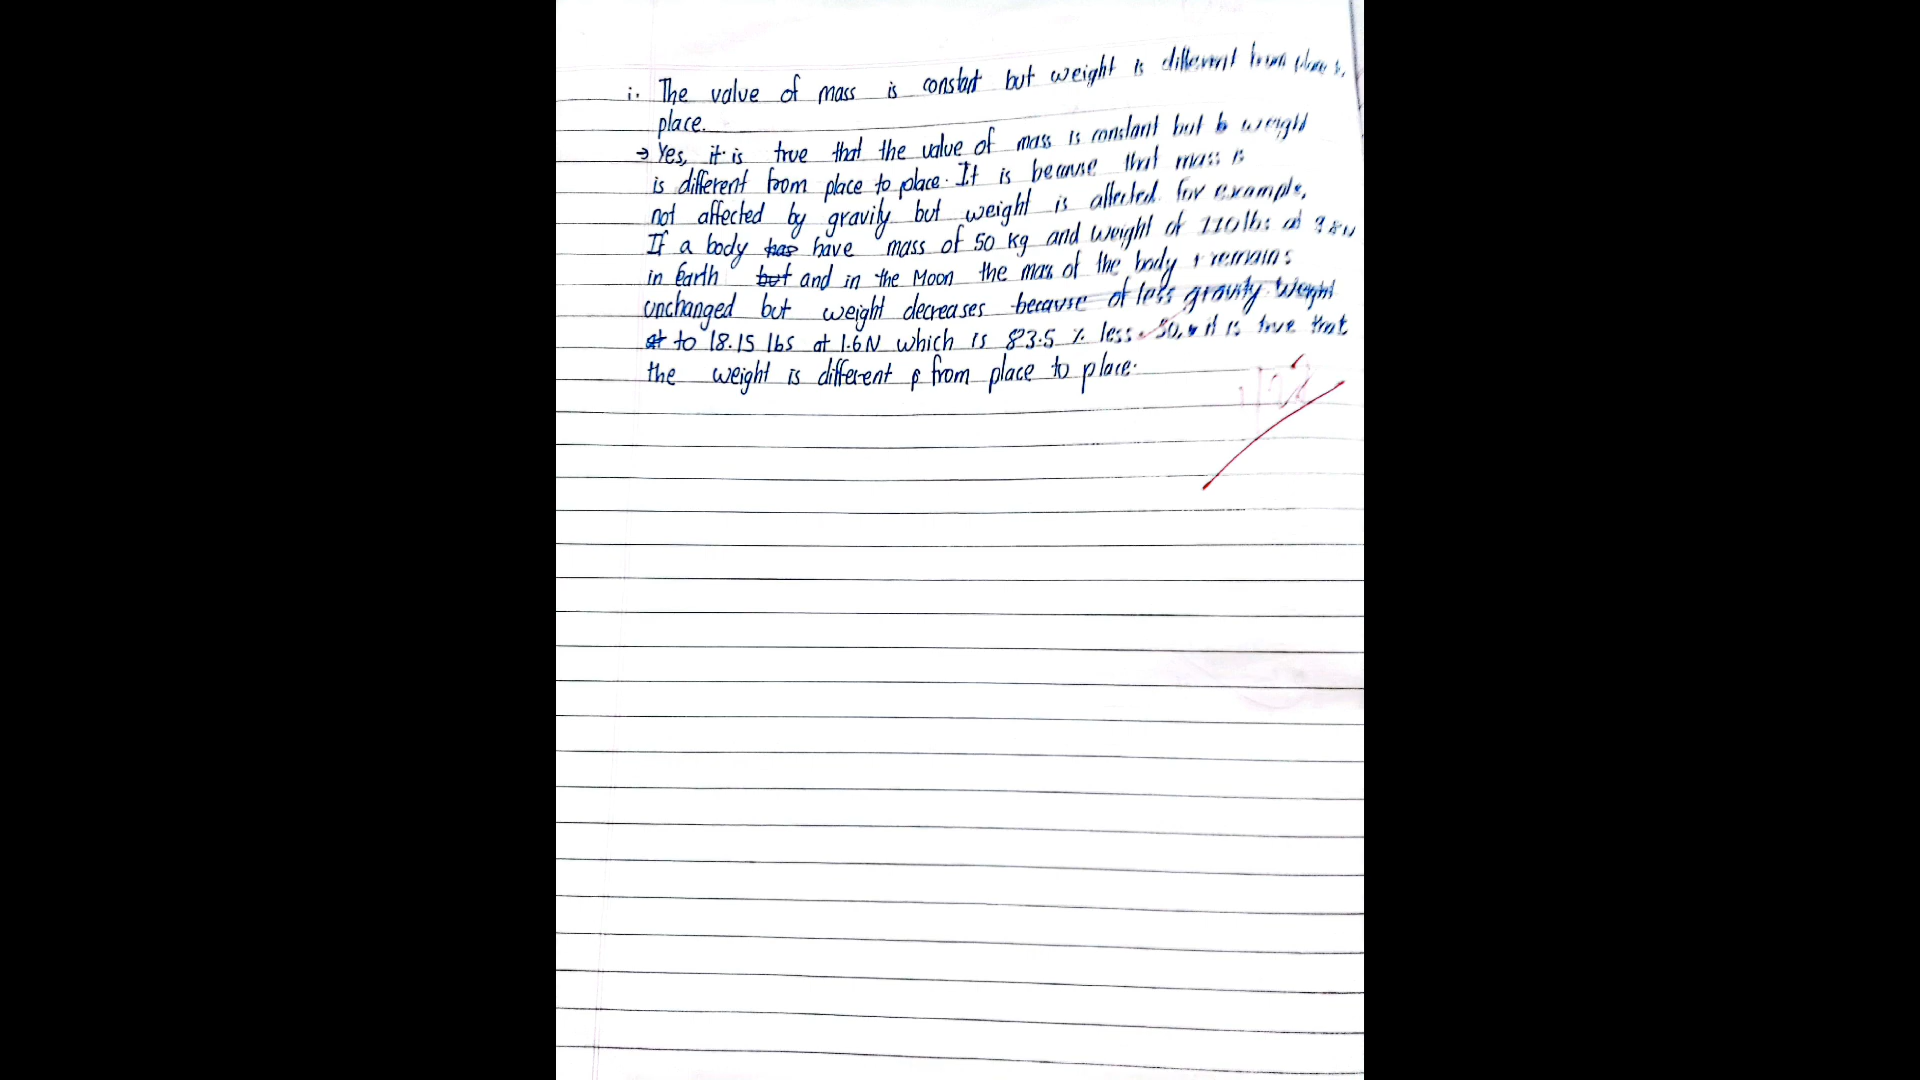 i. The value of mass is constant but weight is different from place to
place.
→ Yes, it is true that the value of mass is constant but b weight
is different from place to place. It is because that mass is
not affected by gravity but weight is affected. For example,
If a body has have mass of 50 kg and weight of 110 lbs at 9.8N
in Earth but and in the Moon the mass of the body r remains
unchanged but weight decreases because of less gravity weight
at to 18.15 lbs at 1.6N which is 83.5 % less. So, it is true that
the weight is different p from place to place.